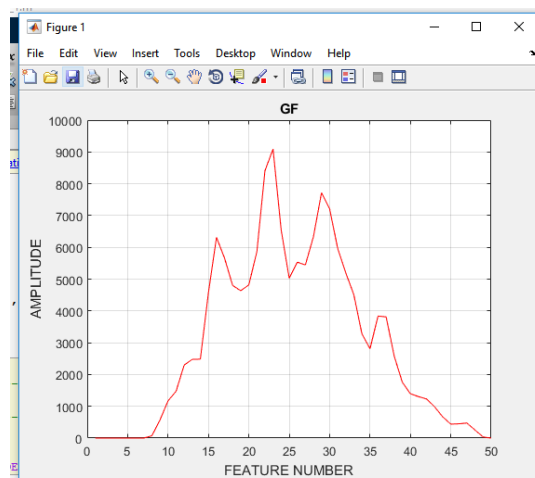 Figure 1
File Edit View Insert Tools Desktop Window Help
GF
10000
9000
8000
7000
6000
5000
4000
3000
2000
1000
0
AMPLITUDE
0 5 10 15 20 25 30 35 40 45 50
FEATURE NUMBER